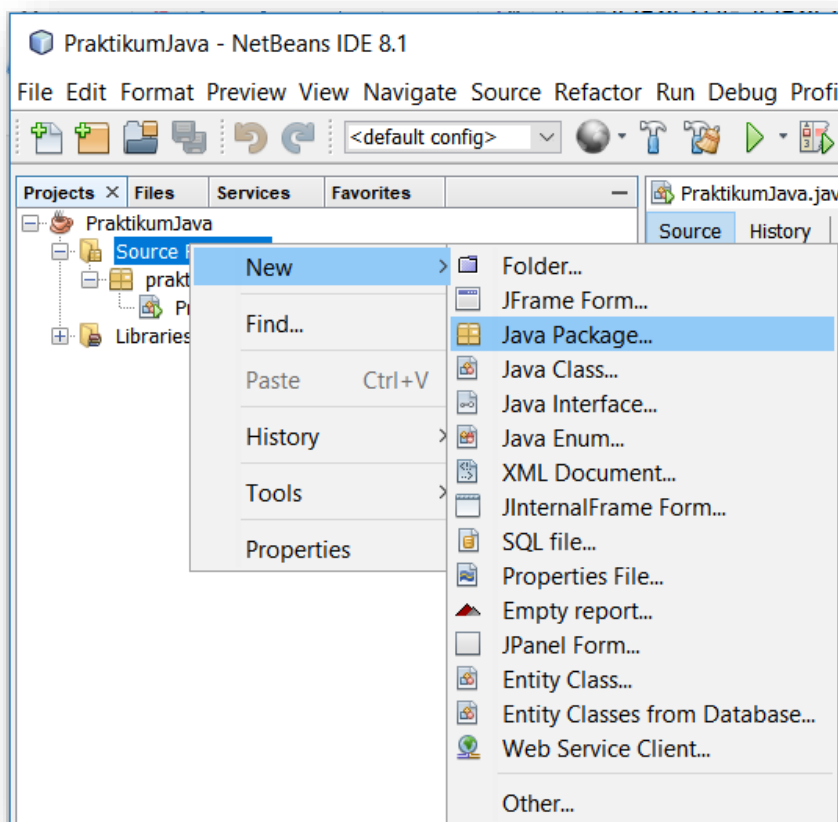 PraktikumJava - NetBeans IDE 8.1
File Edit Format Preview View Navigate Source Refactor Run Debug
<default config>
Projects Files Services Favorites
PraktikumJava
Source
Libraries
PraktikumJava.jav
Source History
New
Find...
Paste Ctrl+V
History
Tools
Properties
Folder...
JFrame Form...
Java Package...
Java Class...
Java Interface...
Java Enum...
XML Document...
JInternalFrame Form...
SQL file...
Properties File...
Empty report...
JPanel Form...
Entity Class...
Entity Classes from Database...
Web Service Client...
Other...